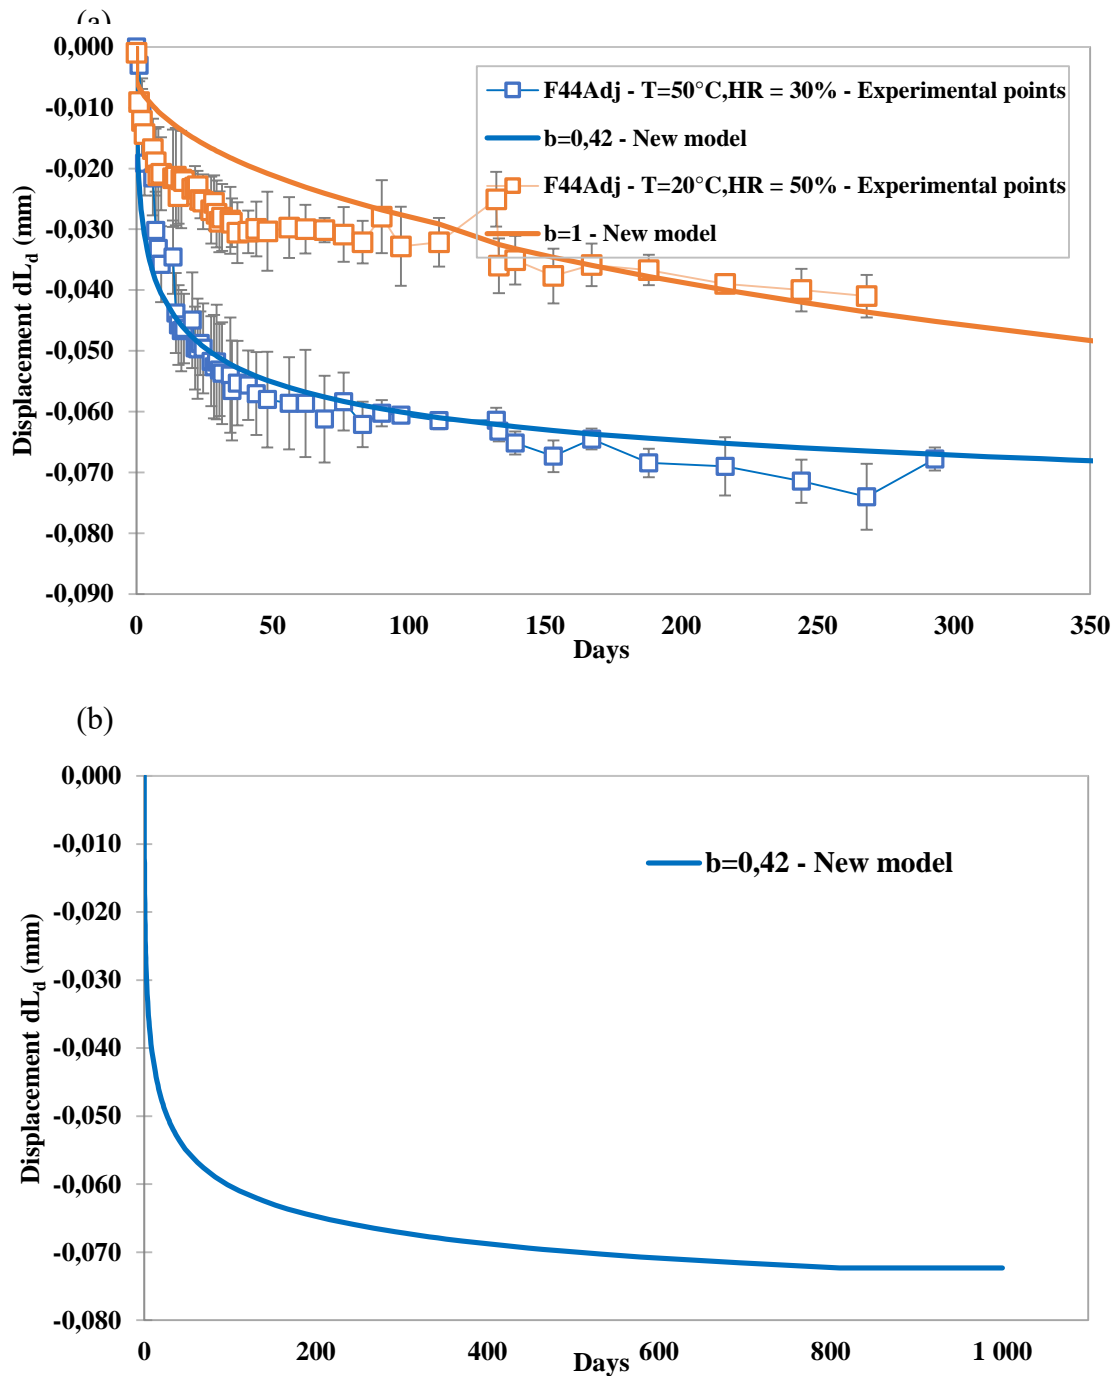 (a)
0,000
-0,010
-0,020
-0,030
-0,040
-0,050
-0,060
-0,070
-0,080
-0,090
Displacement dLd (mm)
F44Adj - T=50°C,HR = 30% - Experimental points
b=0,42 - New model
F44Adj - T=20°C,HR = 50% - Experimental points
b=1 - New model
0 50 100 150 200 250 300 350
Days
(b)
0,000
-0,010
-0,020
-0,030
-0,040
-0,050
-0,060
-0,070
-0,080
Displacement dLd (mm)
b=0,42 - New model
0 200 400 600 800 1 000
Days